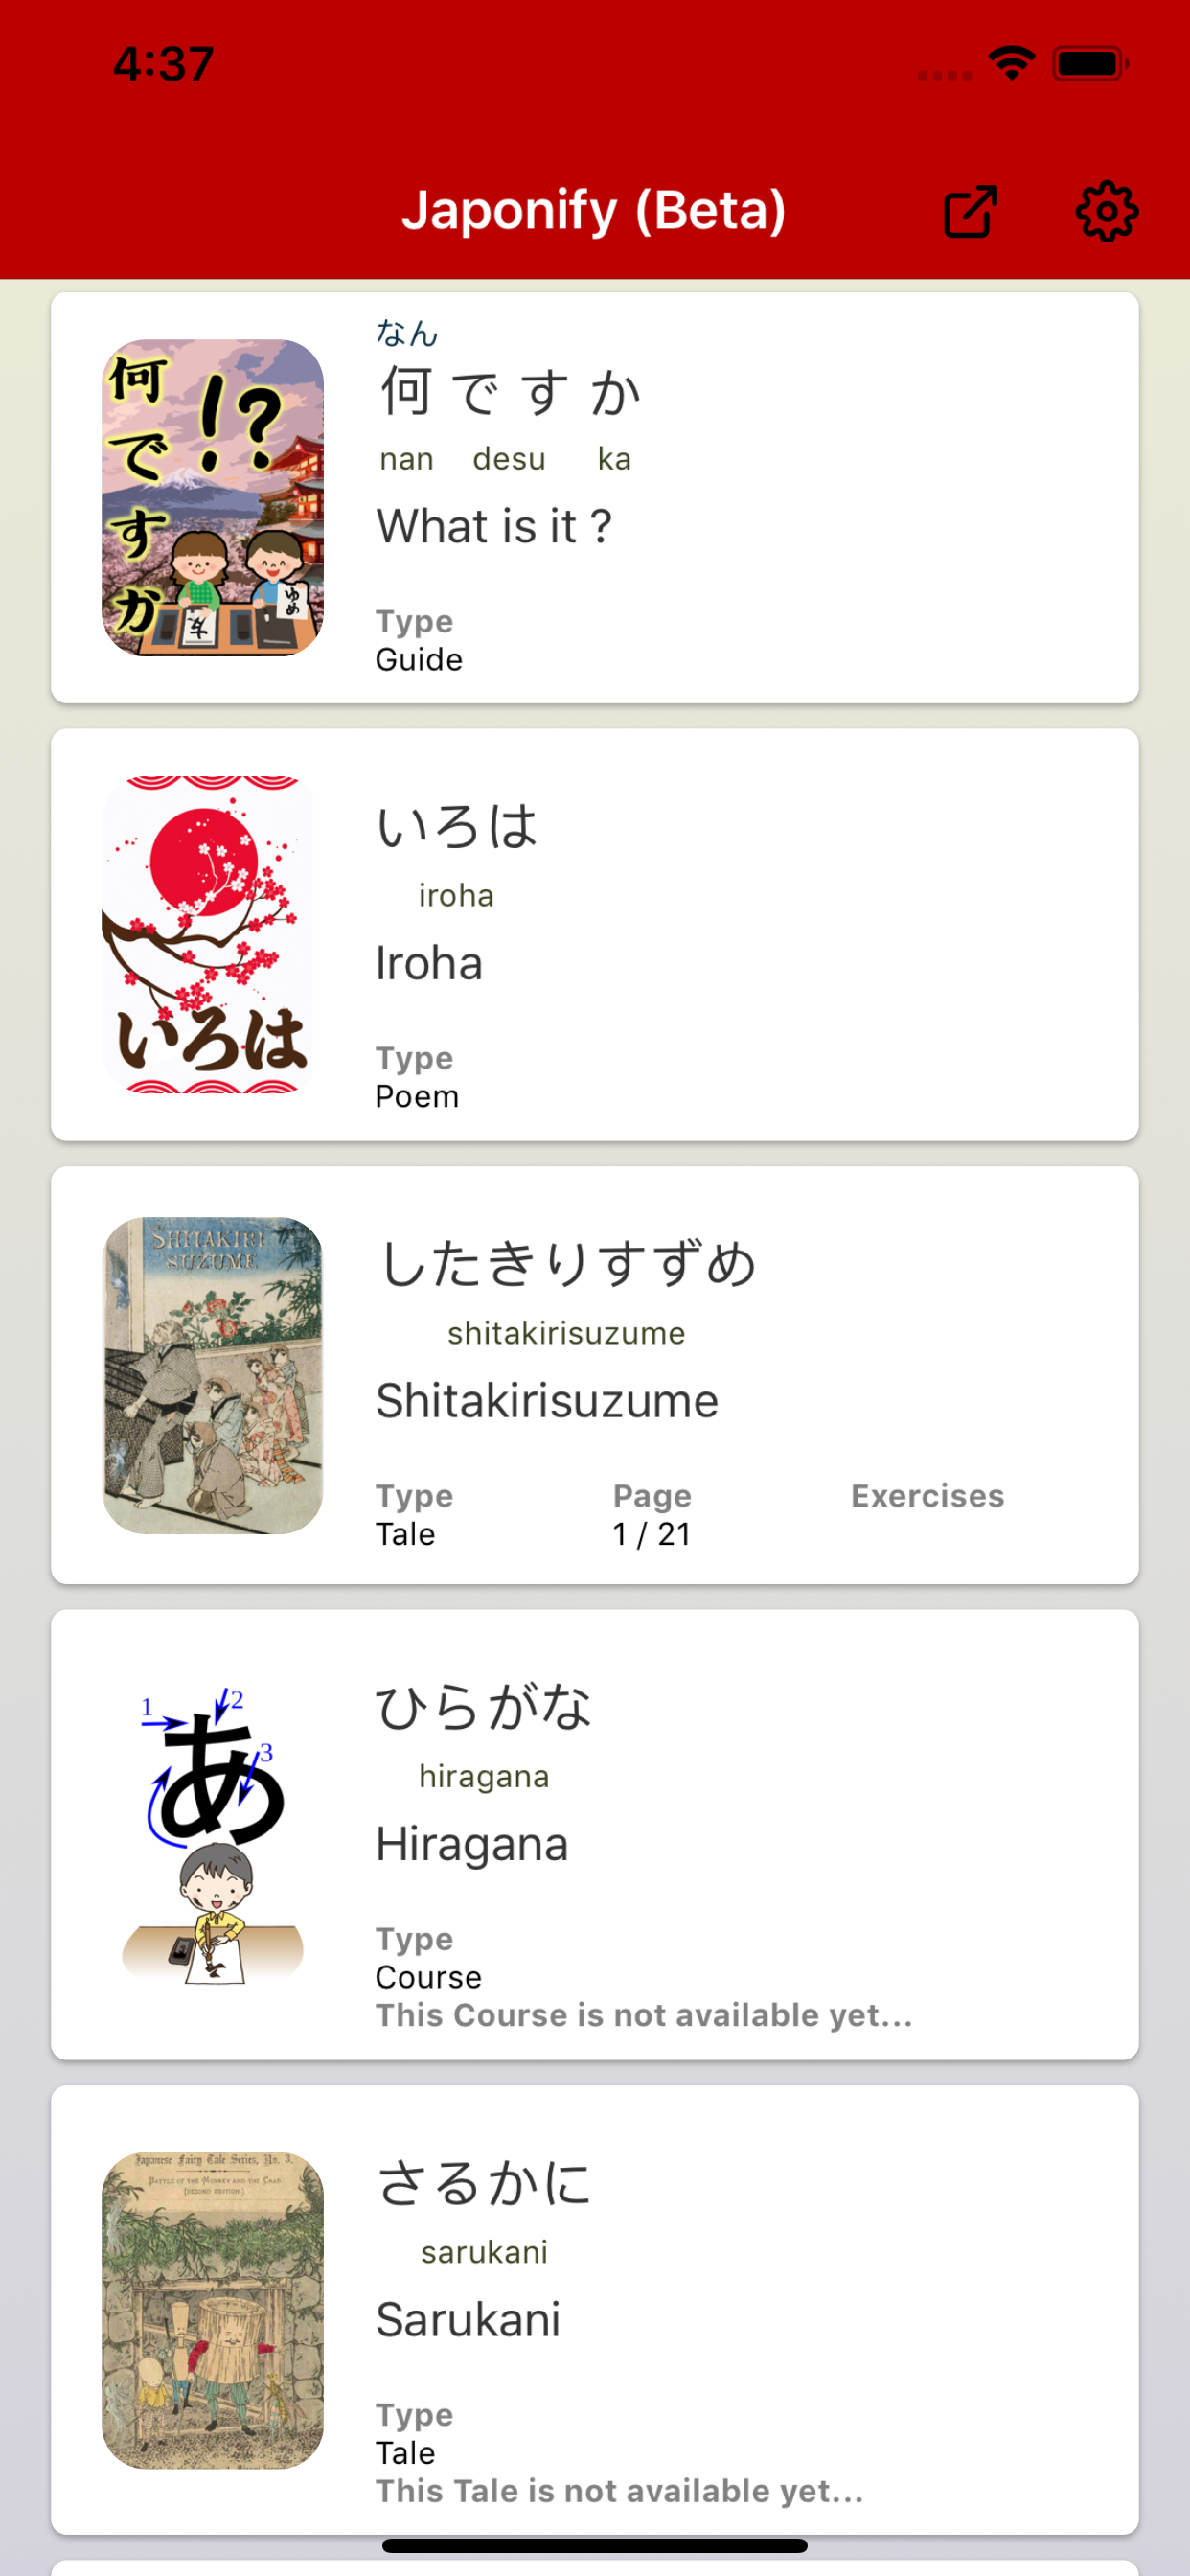 4:37
Japonify (Beta)
何ですか
!?
ゆめ
なん
何ですか
nan desu ka
What is it ?
Type
Guide
いろは
いろは
iroha
Iroha
Type
Poem
SHITAKIRI
SUZUME
したきりすずめ
shitakirisuzume
Shitakirisuzume
Type Page Exercises
Tale 1 / 21
1 2
あ
3
ひらがな
hiragana
Hiragana
Type
Course
This Course is not available yet...
Japanese Fairy Tale Series, No. 3.
BATTLE OF THE MONKEY AND THE CRAB
[SECOND EDITION.]
さるかに
sarukani
Sarukani
Type
Tale
This Tale is not available yet...